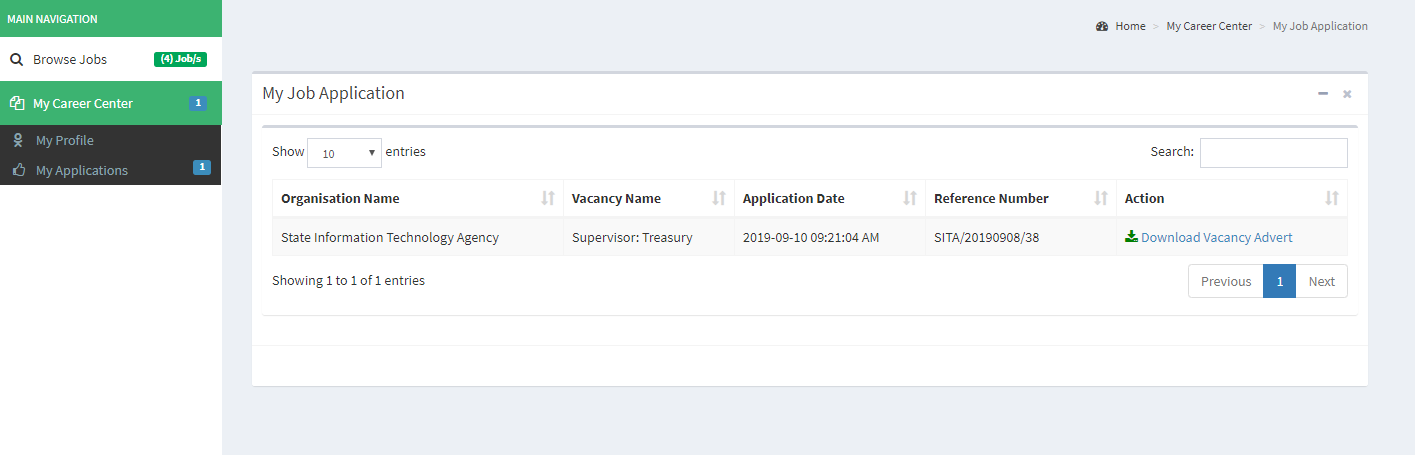 MAIN NAVIGATION
Home > My Career Center > My Job Application
Browse Jobs (4) Job/s
My Career Center 1
My Profile
My Applications 1
My Job Application
Show 10 entries Search:
Organisation Name Vacancy Name Application Date Reference Number Action
State Information Technology Agency Supervisor: Treasury 2019-09-10 09:21:04 AM SITA/20190908/38 Download Vacancy Advert
Showing 1 to 1 of 1 entries Previous 1 Next